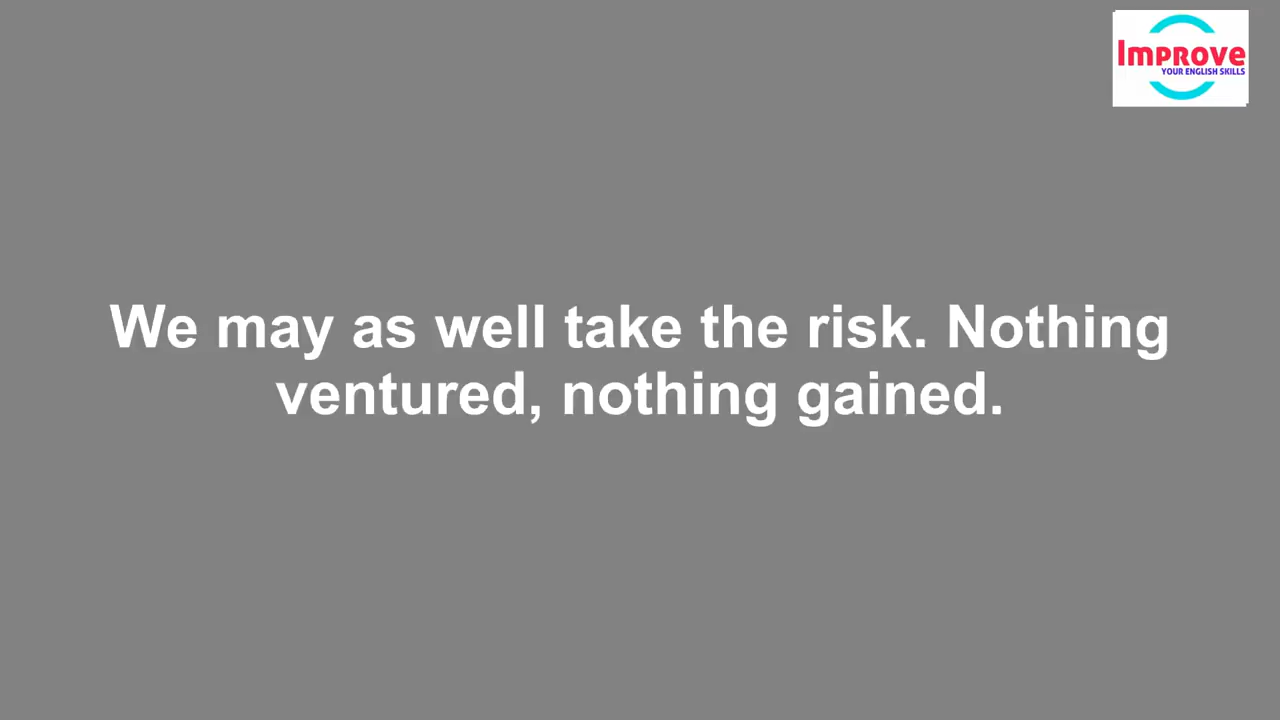 Improve
YOUR ENGLISH SKILLS
We may as well take the risk. Nothing
ventured, nothing gained.